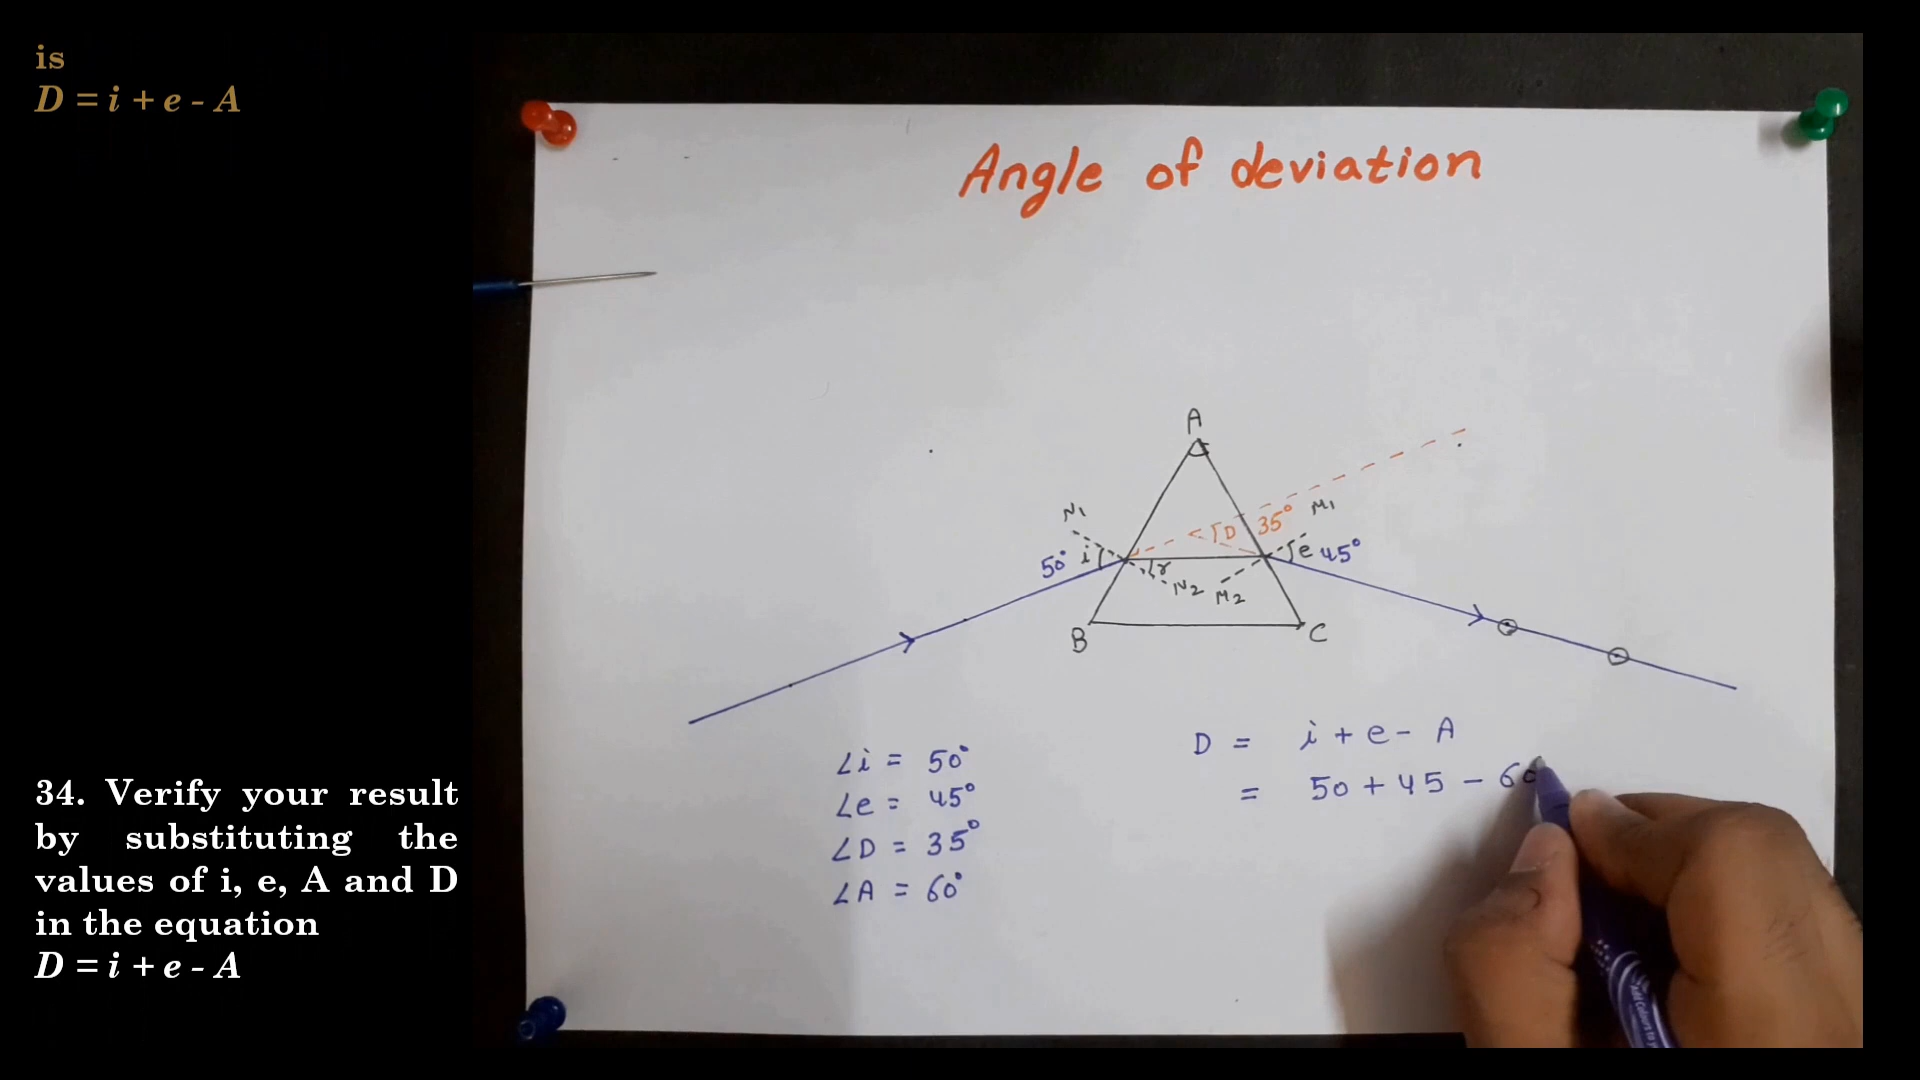 is
D = i + e - A
Angle of deviation
A
N1
M1
D
35°
50°
i
r
e
45°
N2
M2
B
C
34. Verify your result
by substituting the
values of i, e, A and D
in the equation
D = i + e - A
D = i + e - A
= 50 + 45 - 60
∠i = 50°
∠e = 45°
∠D = 35°
∠A = 60°